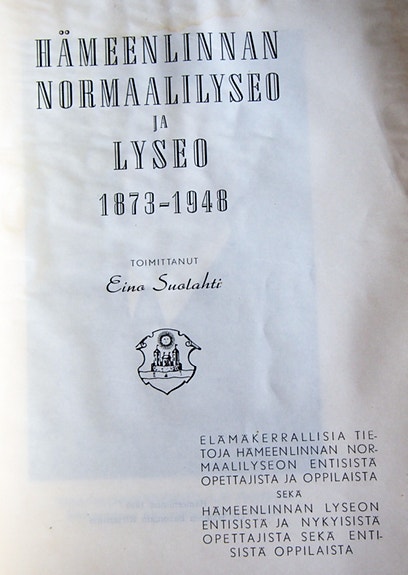 HÄMEENLINNAN
NORMAALILYSEO
JA
LYSEO
1873-1948
TOIMITTANUT
Eino Suolahti
ELÄMÄKERRALLISIA TIE-
TOJA HÄMEENLINNAN NOR-
MAALILYSEON ENTISISTÄ
OPETTAJISTA JA OPPILAISTA
SEKÄ
HÄMEENLINNAN LYSEON
ENTISISTÄ JA NYKYISISTÄ
OPETTAJISTA SEKÄ ENTI-
SISTÄ OPPILAISTA